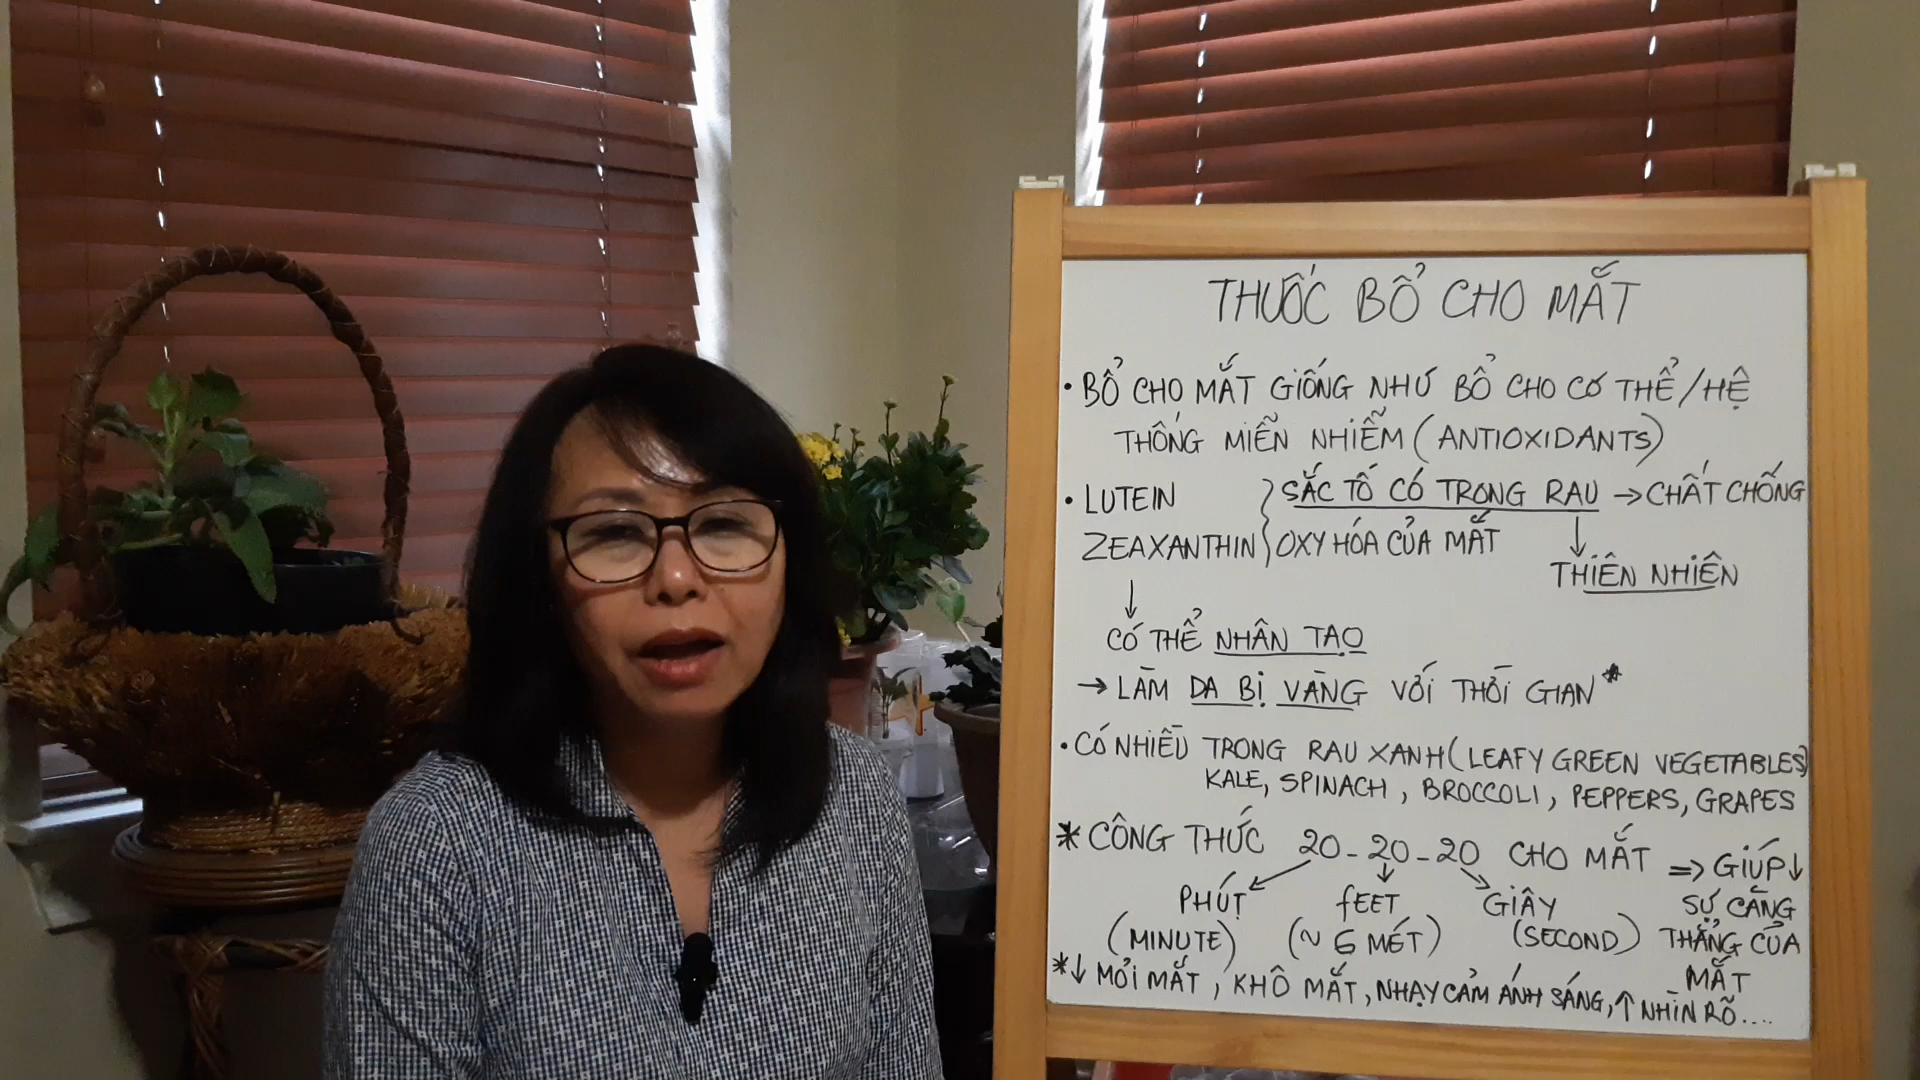 THUỐC BỔ CHO MẮT
• BỔ CHO MẮT GIỐNG NHƯ BỔ CHO CƠ THỂ/HỆ
THỐNG MIỄN NHIỄM (ANTIOXIDANTS)
• LUTEIN } SẮC TỐ CÓ TRONG RAU → CHẤT CHỐNG
ZEAXANTHIN } OXY HÓA CỦA MẮT ↓
THIÊN NHIÊN
↓
CÓ THỂ NHÂN TẠO
→ LÀM DA BỊ VÀNG VỚI THỜI GIAN *
• CÓ NHIỀU TRONG RAU XANH (LEAFY GREEN VEGETABLES)
KALE, SPINACH, BROCCOLI, PEPPERS, GRAPES
* CÔNG THỨC 20-20-20 CHO MẮT => GIÚP ↓
PHÚT fEET GIÂY SỰ CĂNG
(MINUTE) (~ 6 MÉT) (SECOND) THẲNG CỦA
MẮT
* ↓ MỎI MẮT, KHÔ MẮT, NHẠY CẢM ÁNH SÁNG, ↑ NHÌN RÕ....